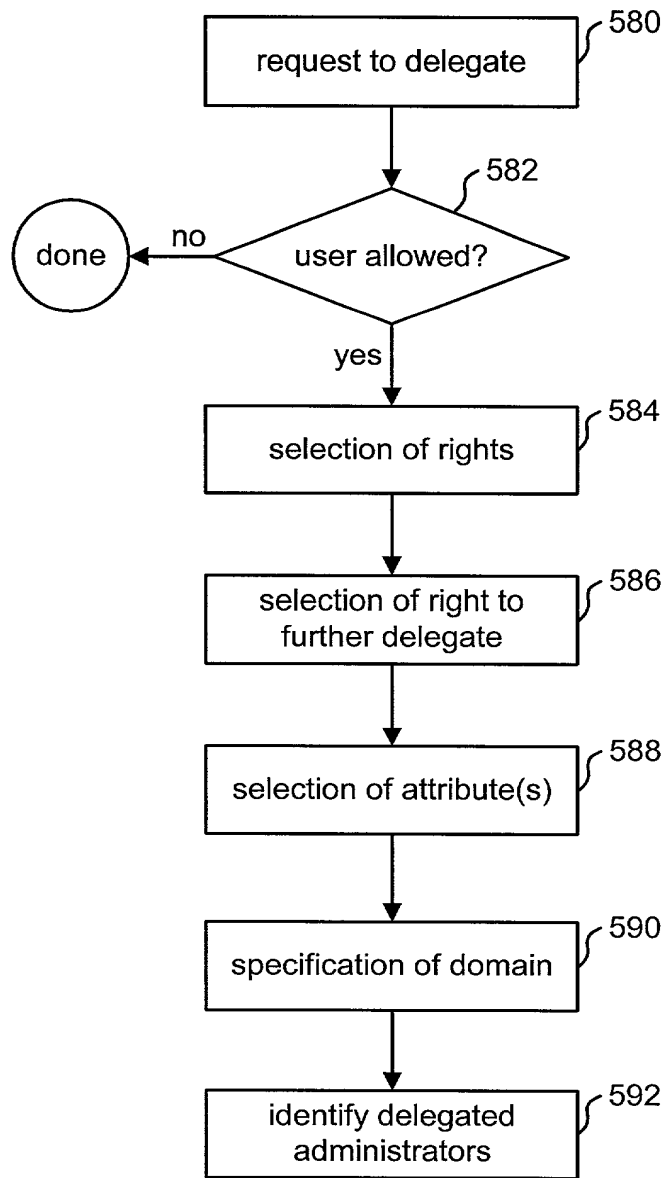 580
request to delegate
582
done
no
user allowed?
yes
584
selection of rights
586
selection of right to
further delegate
588
selection of attribute(s)
590
specification of domain
592
identify delegated
administrators